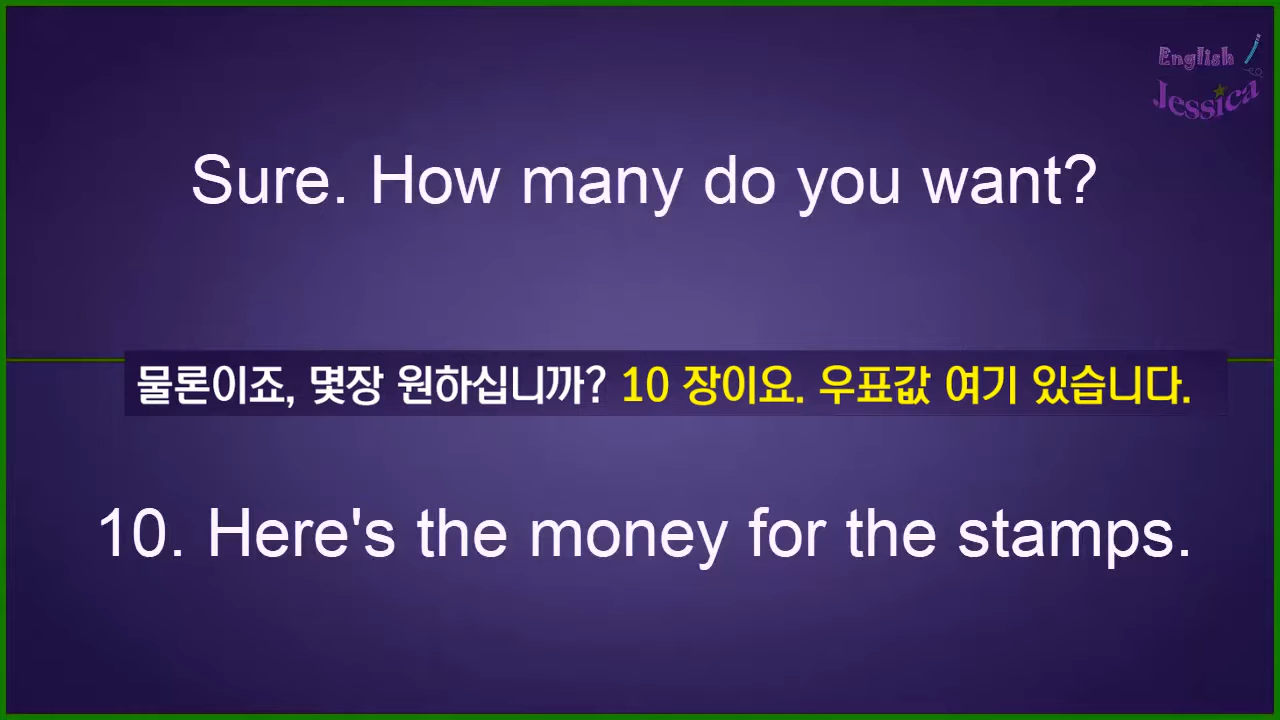 English
Jessica
Sure. How many do you want?
물론이죠, 몇장 원하십니까? 10 장이요. 우표값 여기 있습니다.
10. Here's the money for the stamps.